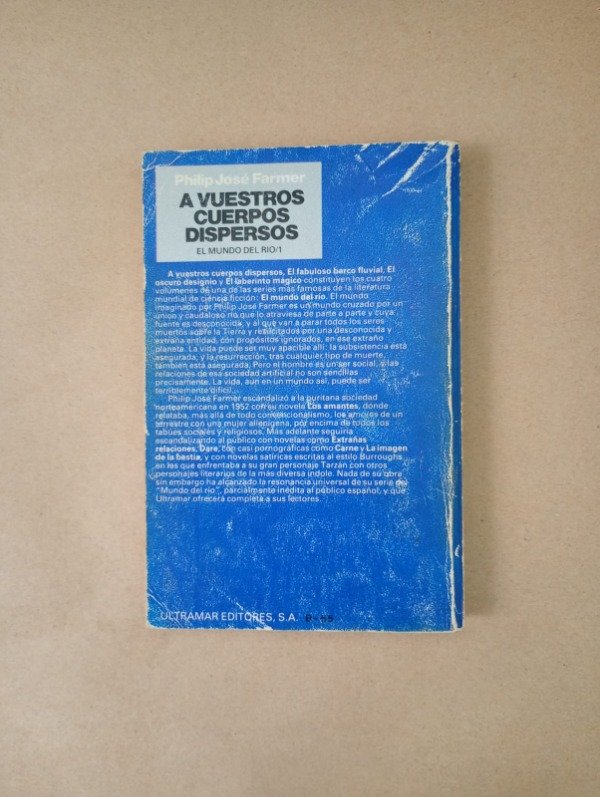 Philip José Farmer
A VUESTROS
CUERPOS
DISPERSOS
EL MUNDO DEL RIO/1
A vuestros cuerpos dispersos, El fabuloso barco fluvial, El
oscuro designio y El laberinto mágico constituyen los cuatro
volúmenes de una de las series más famosas de la literatura
mundial de ciencia ficción: El mundo del río. El mundo
imaginado por Philip José Farmer es un mundo cruzado por un
único y caudaloso río que lo atraviesa de parte a parte y cuya
fuente es desconocida, y al que van a parar todos los seres
muertos sobre la Tierra y resucitados por una desconocida y
extraña entidad, con propósitos ignorados, en ese extraño
planeta. La vida puede ser muy apacible allí: la subsistencia está
asegurada, y la resurrección, tras cualquier tipo de muerte,
también está asegurada. Pero el hombre es un ser social, y las
relaciones de esa sociedad artificial no son sencillas
precisamente. La vida, aun en un mundo así, puede ser
terriblemente difícil...
Philip José Farmer escandalizó a la puritana sociedad
norteamericana en 1952 con su novela Los amantes, donde
relataba, más allá de todo convencionalismo, los amores de un
terrestre con una mujer alienígena, por encima de todos los
tabúes sociales y religiosos. Más adelante seguiría
escandalizando al público con novelas como Extrañas
relaciones, Dare, con casi pornográficas como Carne y La imagen
de la bestia, y con novelas satíricas escritas al estilo Burroughs,
en las que enfrentaba a su gran personaje Tarzán con otros
personajes literarios de la más diversa índole. Nada de su obra
sin embargo ha alcanzado la resonancia universal de su serie del
"Mundo del río", parcialmente inédita al público español, y que
Ultramar ofrecerá completa a sus lectores.
ULTRAMAR EDITORES, S.A.